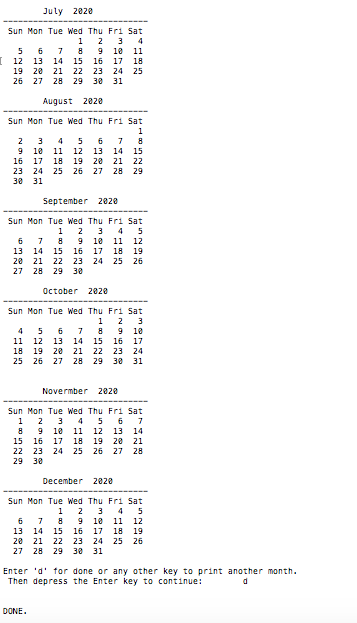 July 2020
-----------------------------
Sun Mon Tue Wed Thu Fri Sat
1 2 3 4
5 6 7 8 9 10 11
12 13 14 15 16 17 18
19 20 21 22 23 24 25
26 27 28 29 30 31
August 2020
-----------------------------
Sun Mon Tue Wed Thu Fri Sat
1
2 3 4 5 6 7 8
9 10 11 12 13 14 15
16 17 18 19 20 21 22
23 24 25 26 27 28 29
30 31
September 2020
-----------------------------
Sun Mon Tue Wed Thu Fri Sat
1 2 3 4 5
6 7 8 9 10 11 12
13 14 15 16 17 18 19
20 21 22 23 24 25 26
27 28 29 30
October 2020
-----------------------------
Sun Mon Tue Wed Thu Fri Sat
1 2 3
4 5 6 7 8 9 10
11 12 13 14 15 16 17
18 19 20 21 22 23 24
25 26 27 28 29 30 31
Novermber 2020
-----------------------------
Sun Mon Tue Wed Thu Fri Sat
1 2 3 4 5 6 7
8 9 10 11 12 13 14
15 16 17 18 19 20 21
22 23 24 25 26 27 28
29 30
December 2020
-----------------------------
Sun Mon Tue Wed Thu Fri Sat
1 2 3 4 5
6 7 8 9 10 11 12
13 14 15 16 17 18 19
20 21 22 23 24 25 26
27 28 29 30 31
Enter 'd' for done or any other key to print another month.
Then depress the Enter key to continue: d
DONE.